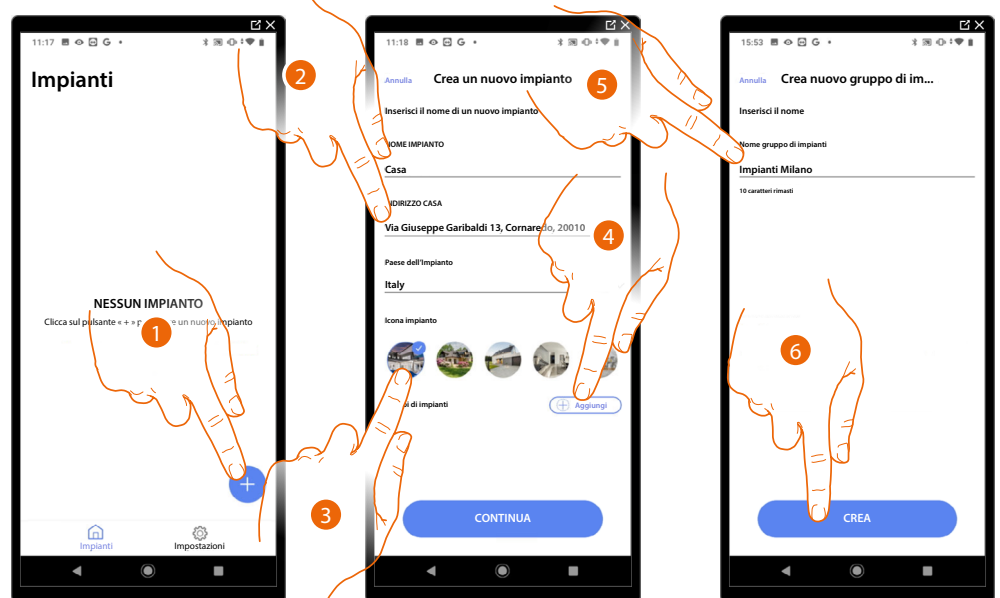 11:17
Impianti
NESSUN IMPIANTO
Clicca sul pulsante « + » p un nuovo impianto
1
Impianti
Impostazioni
2
11:18
Annulla
Crea un nuovo impianto
Inserisci il nome di un nuovo impianto
NOME IMPIANTO
Casa
INDIRIZZO CASA
Via Giuseppe Garibaldi 13, Cornaredo, 20010
Paese dell'Impianto
Italy
Icona impianto
di impianti
Aggiungi
CONTINUA
3
4
5
15:53
Annulla
Crea nuovo gruppo di im...
Inserisci il nome
Nome gruppo di impianti
Impianti Milano
10 caratteri rimasti
6
CREA